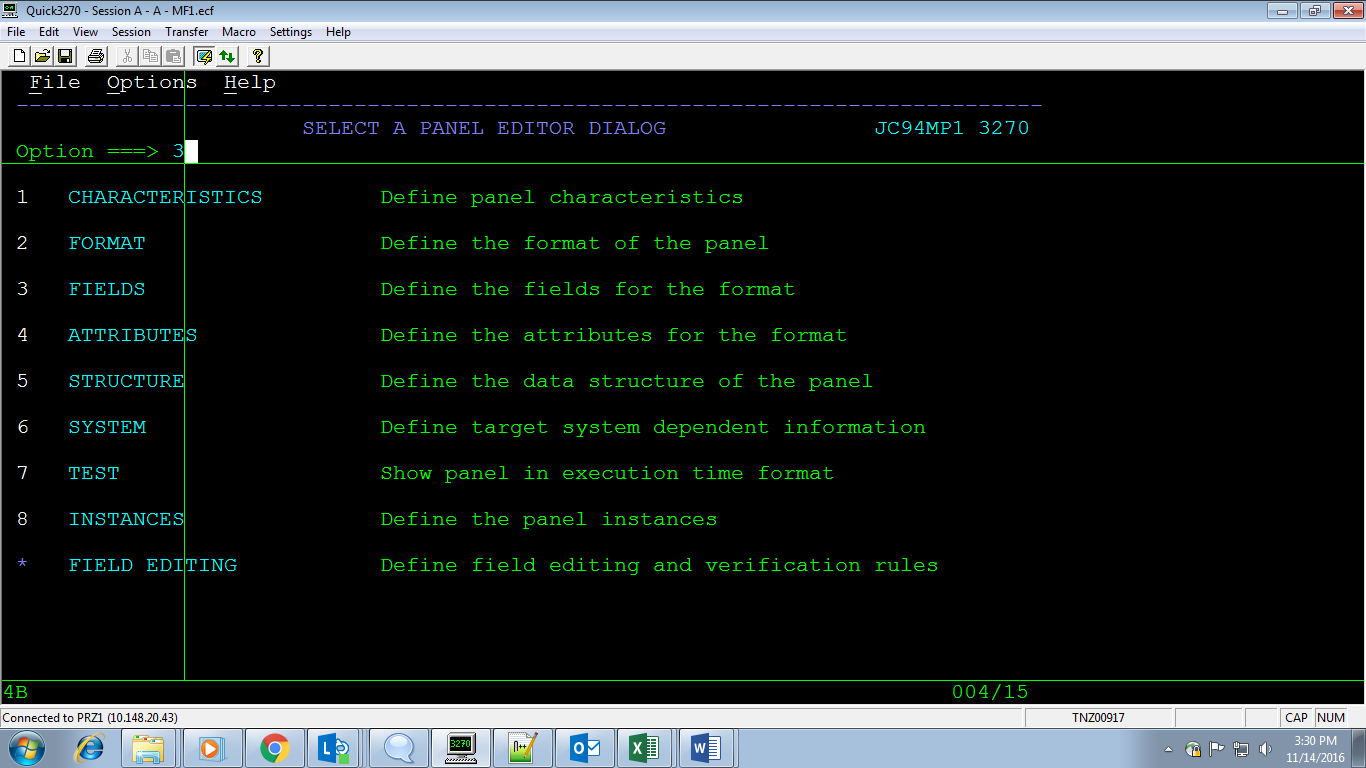 Quick3270 - Session A - A - MF1.ecf
File Edit View Session Transfer Macro Settings Help
File Options Help
--------------------------------------------------------------------------------
SELECT A PANEL EDITOR DIALOG JC94MP1 3270
Option ===> 3
1 CHARACTERISTICS Define panel characteristics
2 FORMAT Define the format of the panel
3 FIELDS Define the fields for the format
4 ATTRIBUTES Define the attributes for the format
5 STRUCTURE Define the data structure of the panel
6 SYSTEM Define target system dependent information
7 TEST Show panel in execution time format
8 INSTANCES Define the panel instances
* FIELD EDITING Define field editing and verification rules
4B 004/15
Connected to PRZ1 (10.148.20.43) TNZ00917 CAP NUM
3270
3:30 PM
11/14/2016